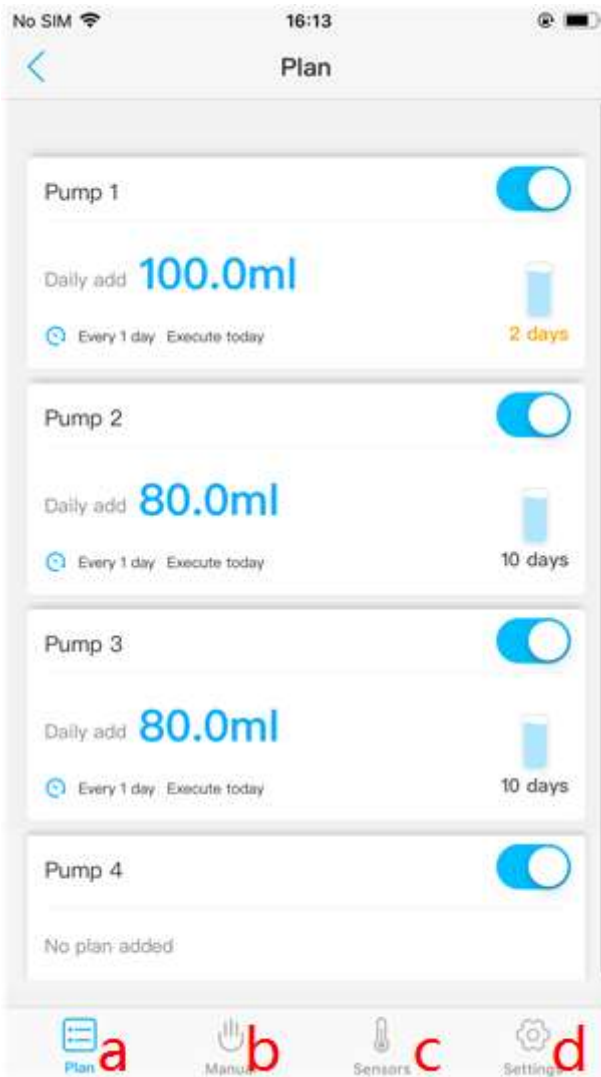 No SIM 16:13
Plan
Pump 1
Daily add 100.0ml
Every 1 day Execute today 2 days
Pump 2
Daily add 80.0ml
Every 1 day Execute today 10 days
Pump 3
Daily add 80.0ml
Every 1 day Execute today 10 days
Pump 4
No plan added
a b c d
Plan Manual Sensors Settings